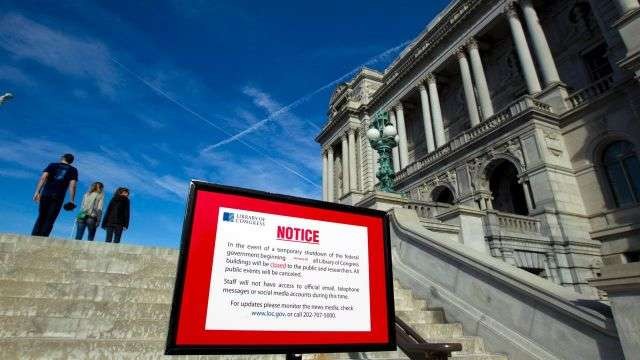 LIBRARY OF
CONGRESS
NOTICE
In the event of a temporary shutdown of the federal
government beginning all Library of Congress
buildings will be closed to the public and researchers. All
public events will be canceled.
Staff will not have access to official email, telephone
messages or social media accounts during this time.
For updates please monitor the news media, check
www.loc.gov, or call 202-707-5000.